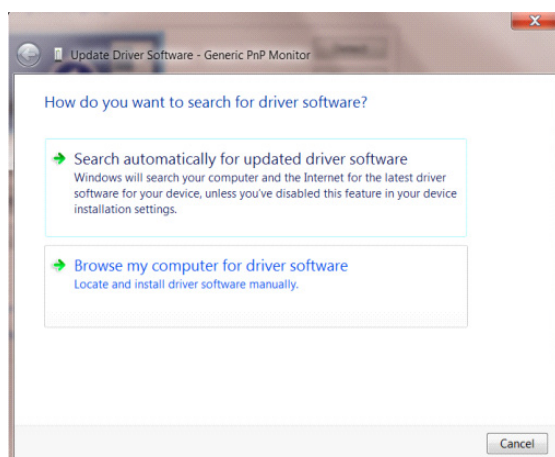 Update Driver Software - Generic PnP Monitor
How do you want to search for driver software?
Search automatically for updated driver software
Windows will search your computer and the Internet for the latest driver
software for your device, unless you've disabled this feature in your device
installation settings.
Browse my computer for driver software
Locate and install driver software manually.
Cancel